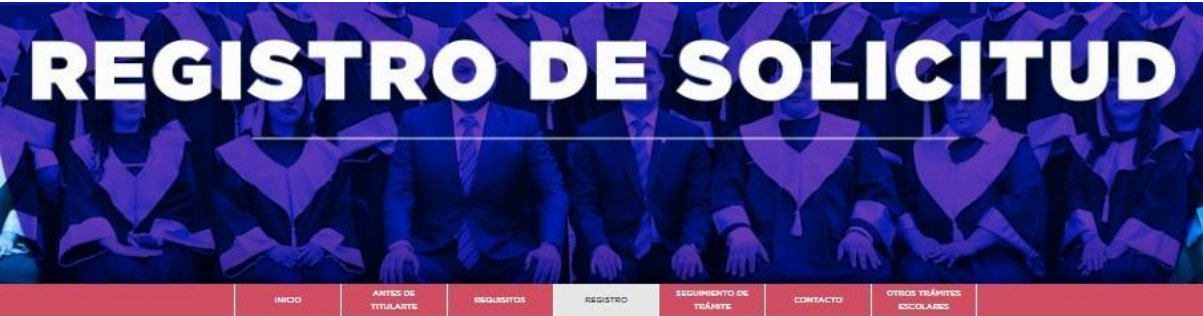 REGISTRO DE SOLICITUD
INICIO
ANTES DE
TITULARTE
REQUISITOS
REGISTRO
SEGUIMIENTO DE
TRÁMITE
CONTACTO
OTROS TRÁMITES
ESCOLARES